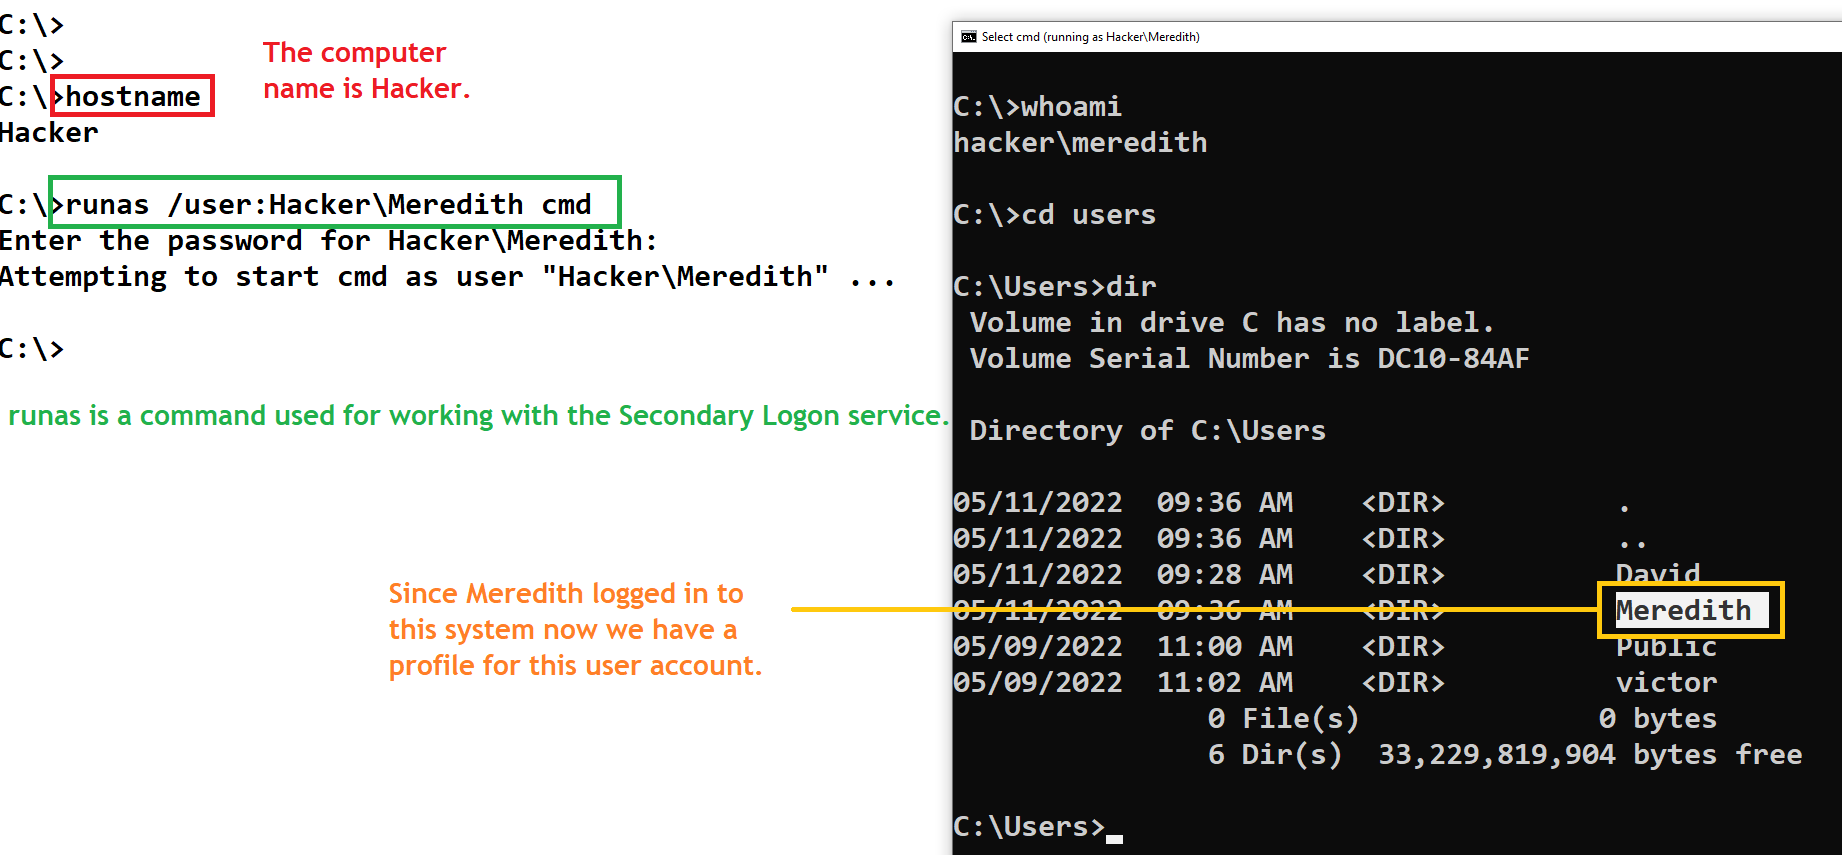 C:\>
C:\>
C:\>hostname
Hacker
The computer
name is Hacker.
C:\>runas /user:Hacker\Meredith cmd
Enter the password for Hacker\Meredith:
Attempting to start cmd as user "Hacker\Meredith" ...
C:\>
runas is a command used for working with the Secondary Logon service.
Since Meredith logged in to
this system now we have a
profile for this user account.
Select cmd (running as Hacker\Meredith)
C:\>whoami
hacker\meredith
C:\>cd users
C:\Users>dir
Volume in drive C has no label.
Volume Serial Number is DC10-84AF
Directory of C:\Users
05/11/2022  09:36 AM    <DIR>          .
05/11/2022  09:36 AM    <DIR>          ..
05/11/2022  09:28 AM    <DIR>          David
05/11/2022  09:36 AM    <DIR>          Meredith
05/09/2022  11:00 AM    <DIR>          Public
05/09/2022  11:02 AM    <DIR>          victor
0 File(s)              0 bytes
6 Dir(s)  33,229,819,904 bytes free
C:\Users>